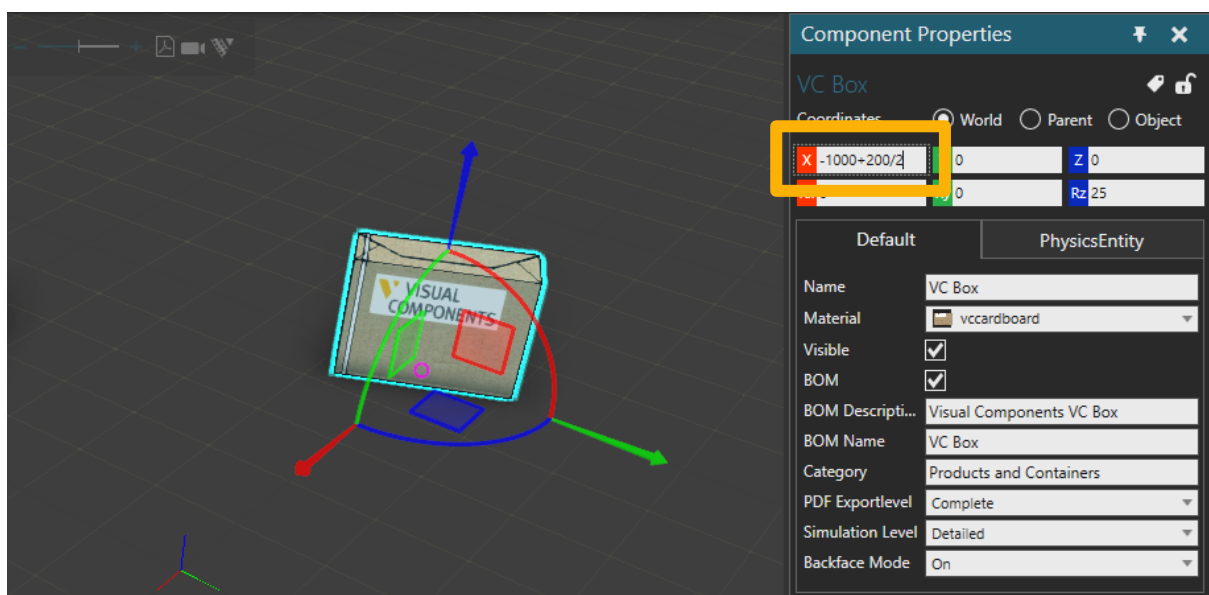 Component Properties
VC Box
Coordinates World Parent Object
X -1000+200/2 0 Z 0
0 Rz 25
Default PhysicsEntity
Name VC Box
Material vccardboard
Visible
BOM
BOM Descripti... Visual Components VC Box
BOM Name VC Box
Category Products and Containers
PDF Exportlevel Complete
Simulation Level Detailed
Backface Mode On
VISUAL
COMPONENTS